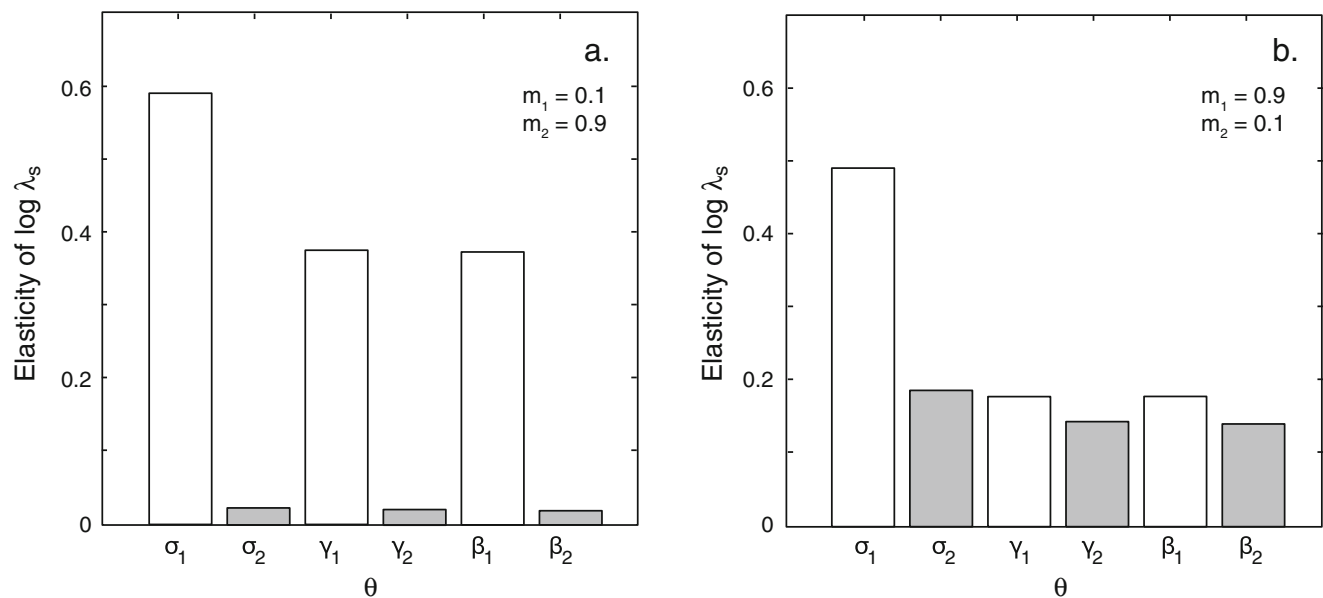 a.
m₁ = 0.1
m₂ = 0.9
0.6
0.4
0.2
0
Elasticity of log λₛ
σ₁ σ₂ γ₁ γ₂ β₁ β₂
θ
b.
m₁ = 0.9
m₂ = 0.1
0.6
0.4
0.2
0
Elasticity of log λₛ
σ₁ σ₂ γ₁ γ₂ β₁ β₂
θ